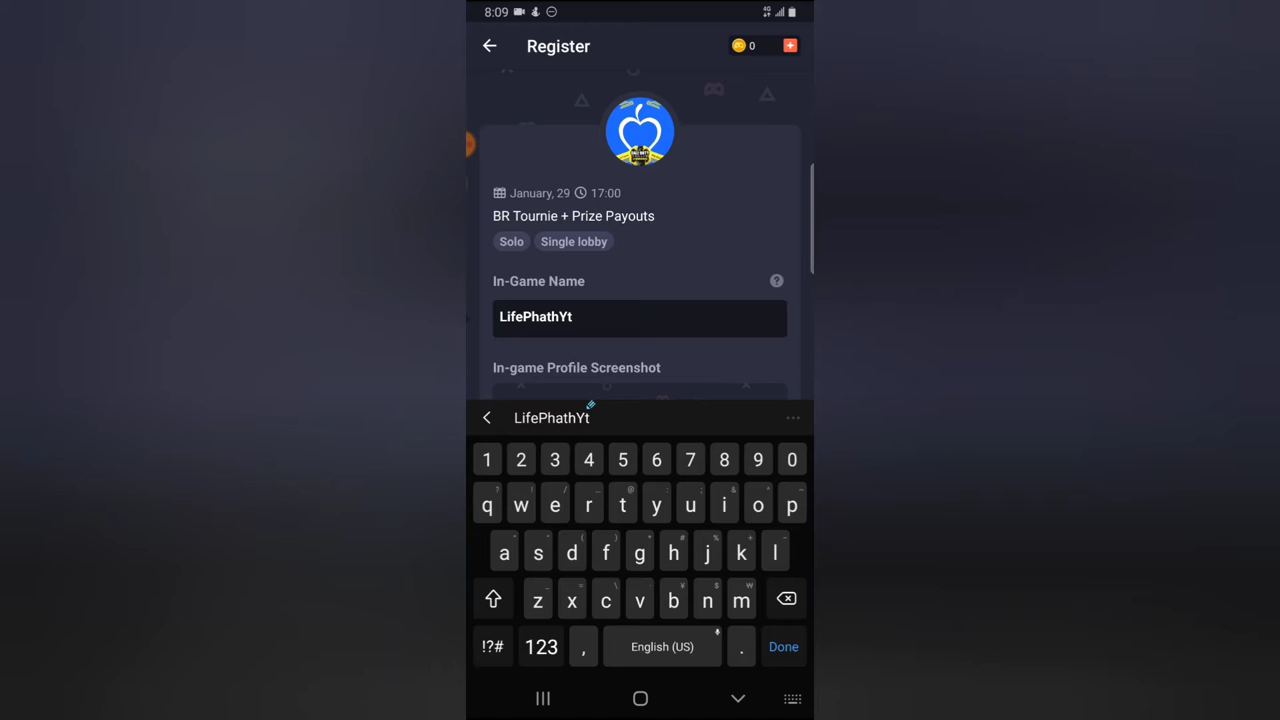 8:09 4G
Register 0 +
January, 29 17:00
BR Tournie + Prize Payouts
Solo Single lobby
In-Game Name ?
LifePhathYt
In-game Profile Screenshot
LifePhathYt ...
1 2 3 4 5 6 7 8 9 0
q w e r t y u i o p
a s d f g h j k l
z x c v b n m
!?# 123 , English (US) . Done